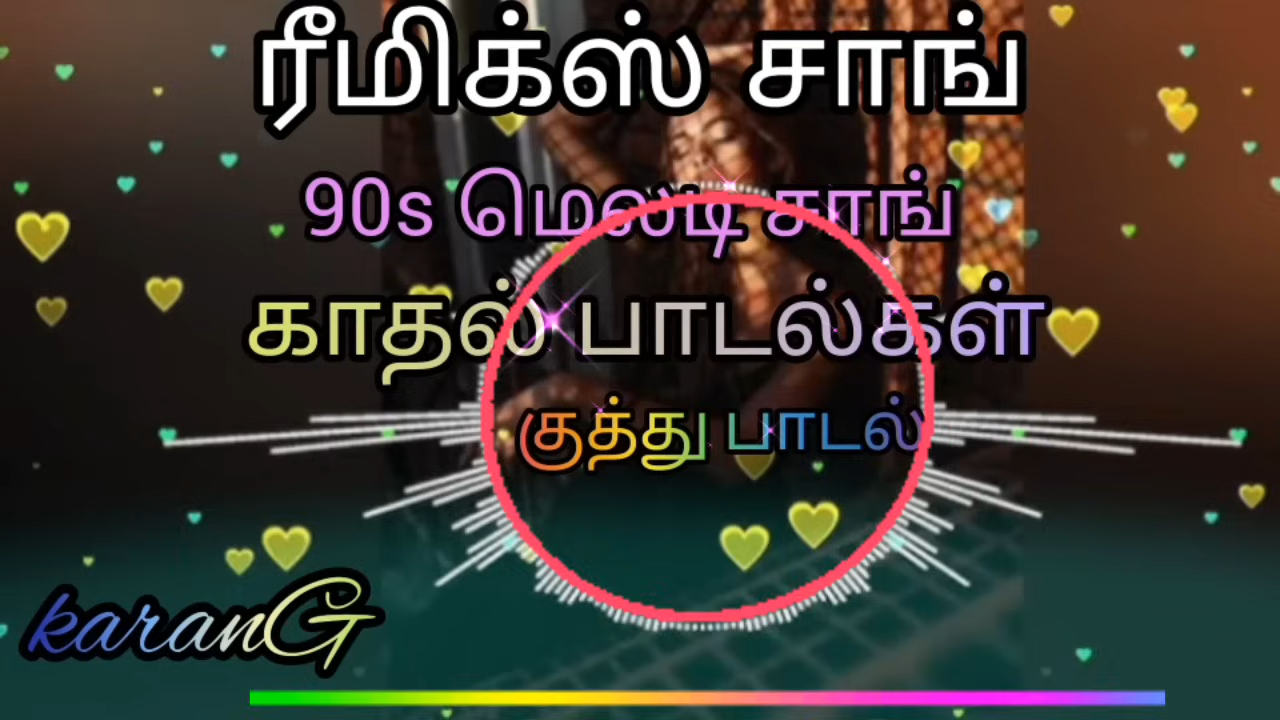 ரீமிக்ஸ் சாங்
90s மெலடி சாங்
காதல் பாடல்கள்
குத்து பாடல்
karanG